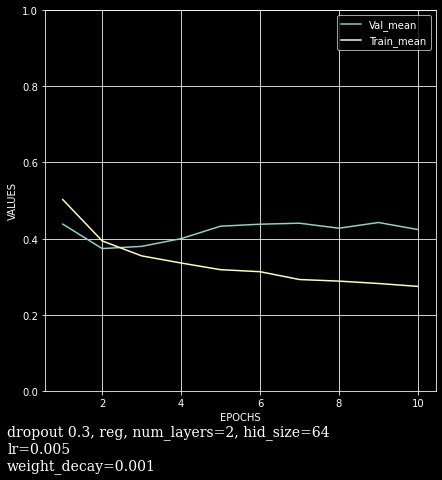 1.0
Val_mean
Train_mean
0.8
0.6
VALUES
0.4
0.2
0.0
2 4 6 8 10
EPOCHS
dropout 0.3, reg, num_layers=2, hid_size=64
lr=0.005
weight_decay=0.001